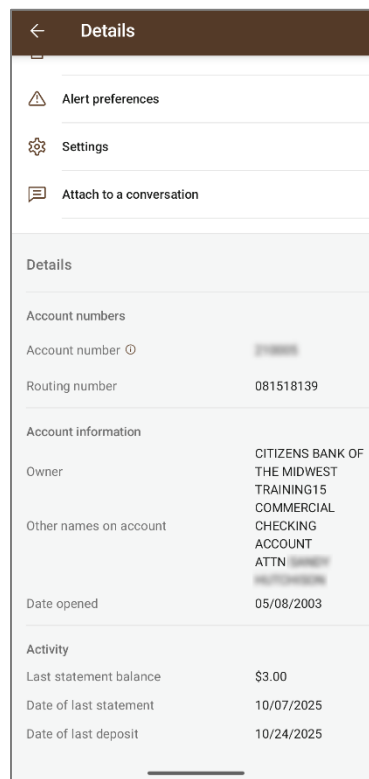 Details
Alert preferences
Settings
Attach to a conversation
Details
Account numbers
Account number
Routing number 081518139
Account information
Owner CITIZENS BANK OF
THE MIDWEST
TRAINING15
Other names on account COMMERCIAL
CHECKING
ACCOUNT
ATTN
Date opened 05/08/2003
Activity
Last statement balance $3.00
Date of last statement 10/07/2025
Date of last deposit 10/24/2025